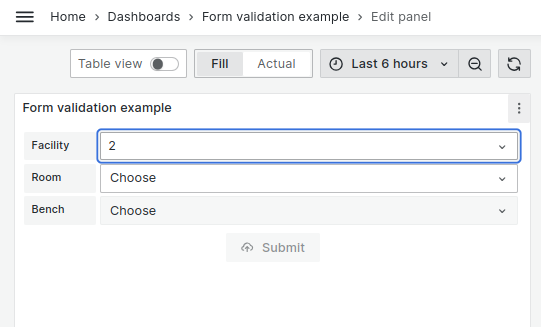 Home > Dashboards > Form validation example > Edit panel
Table view Fill Actual Last 6 hours
Form validation example
Facility 2
Room Choose
Bench Choose
Submit